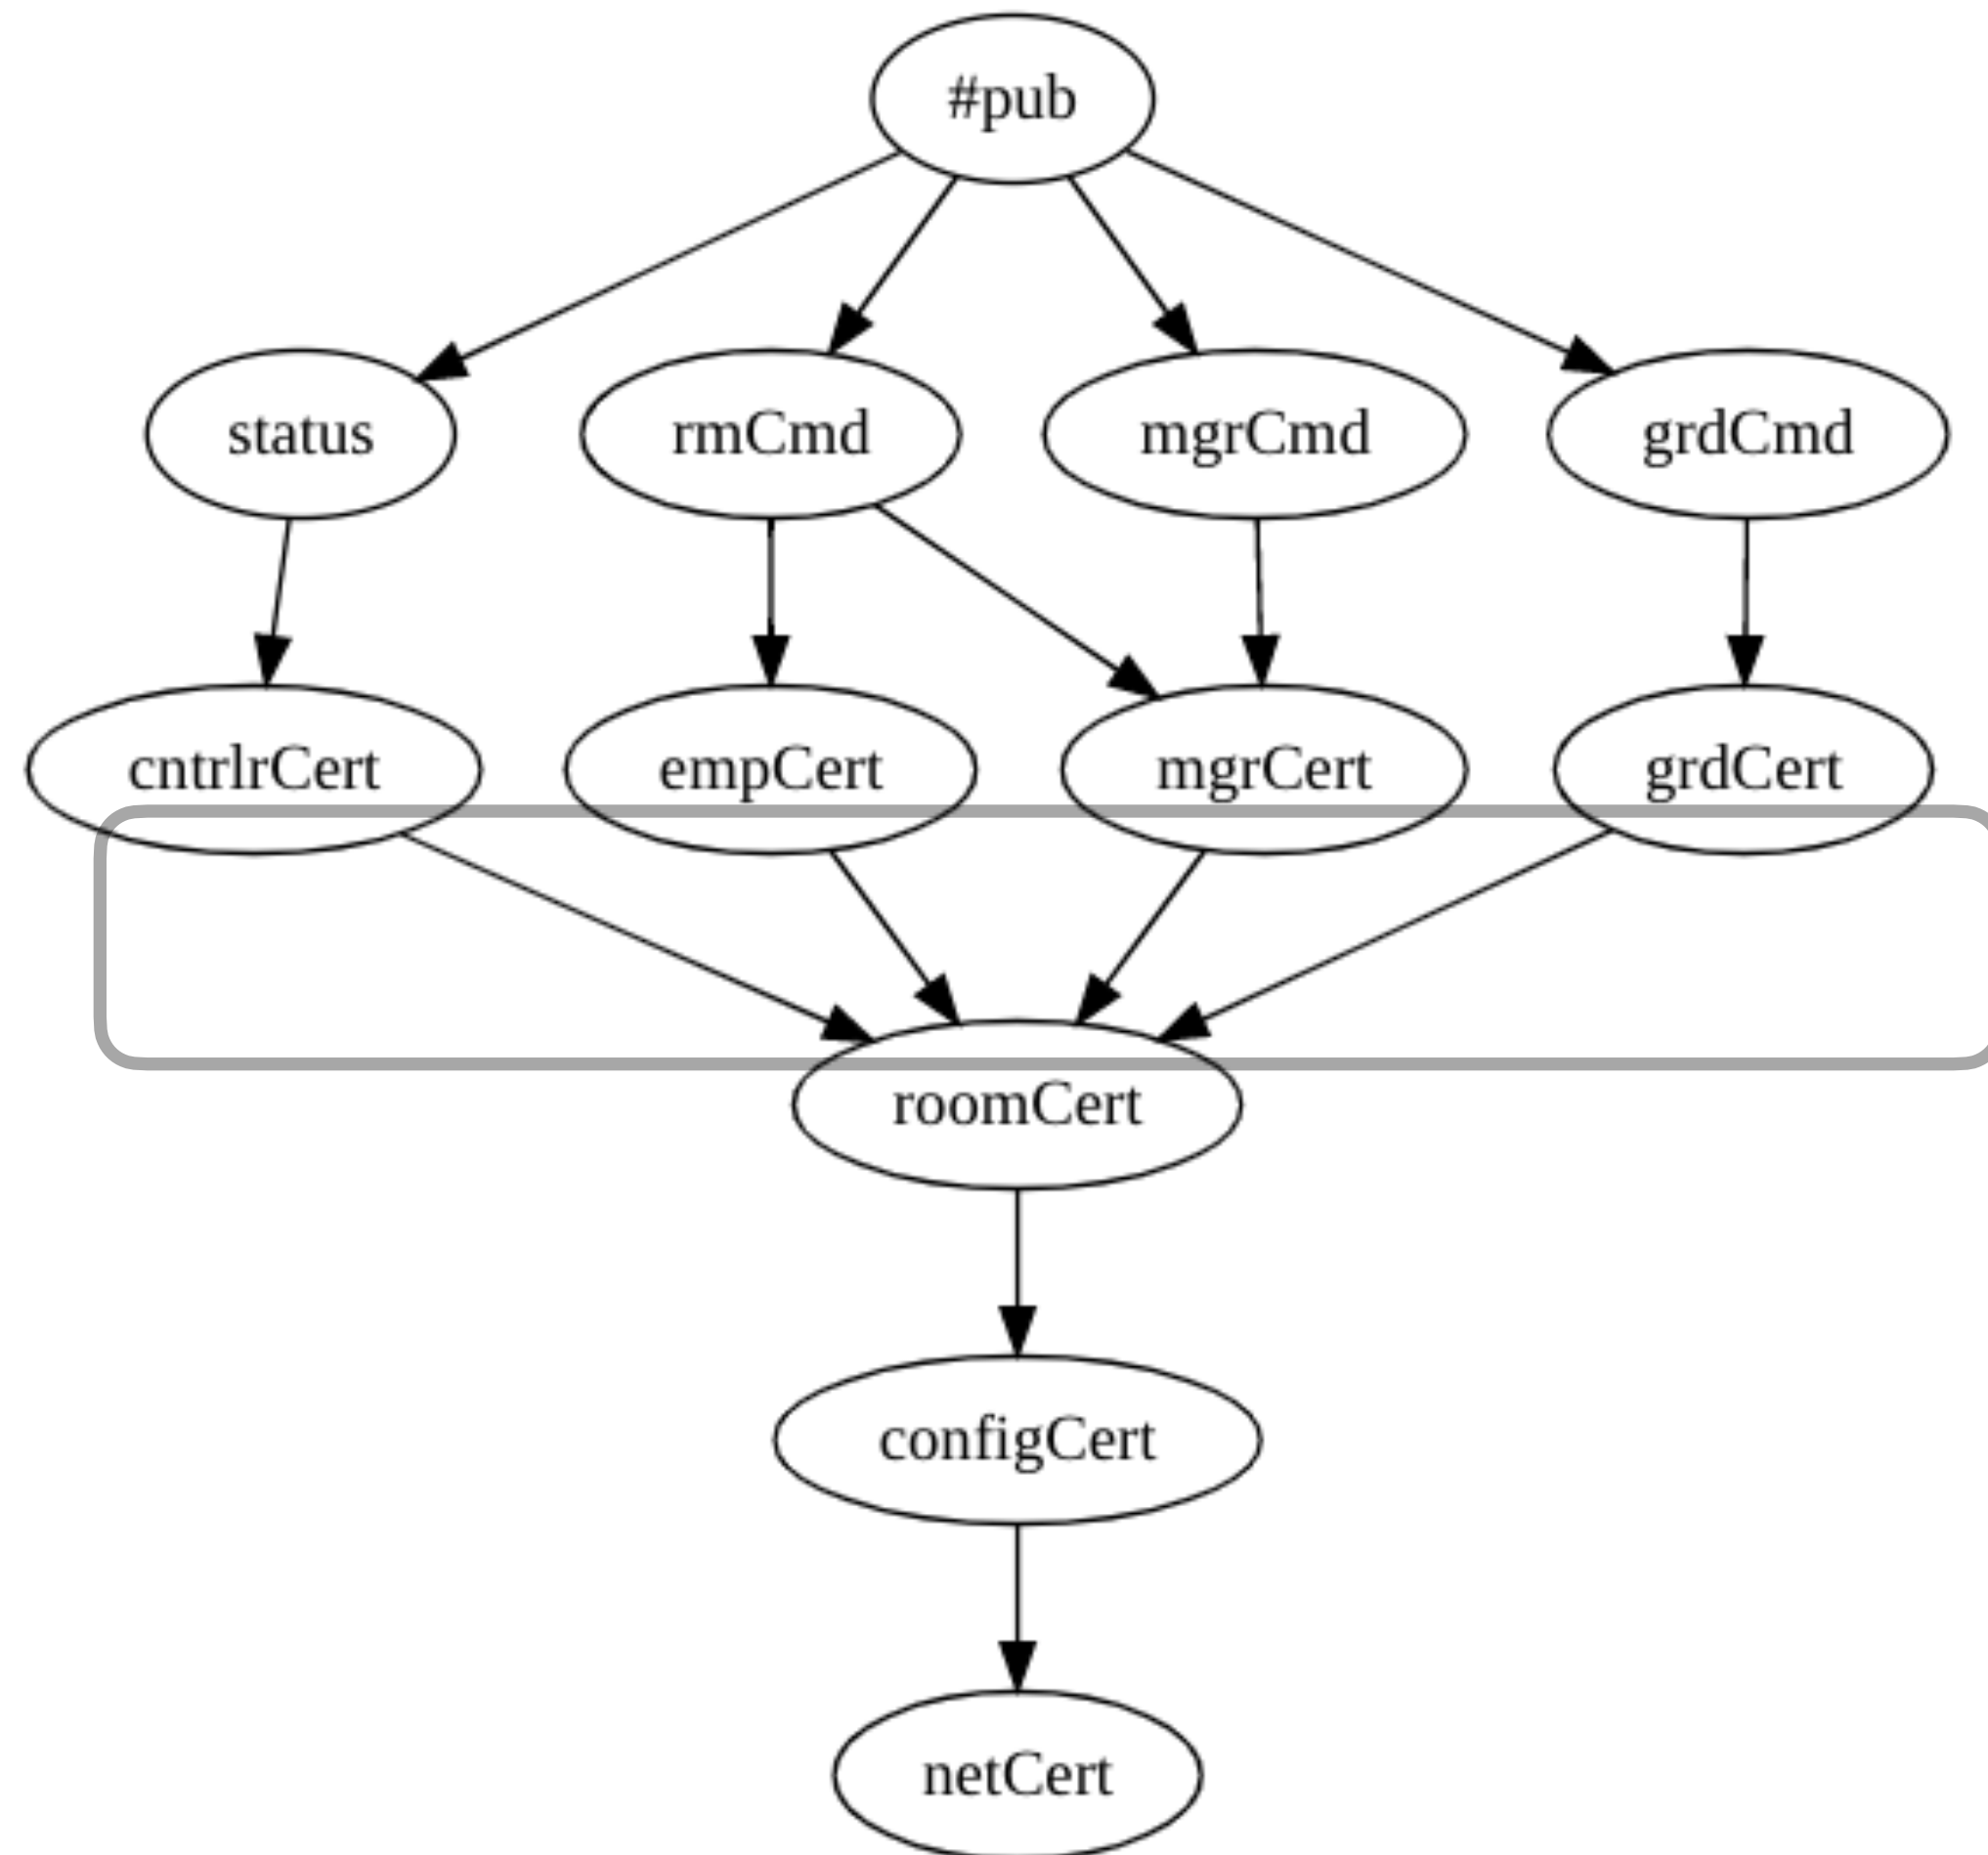 #pub
status rmCmd mgrCmd grdCmd
cntrlrCert empCert mgrCert grdCert
roomCert
configCert
netCert